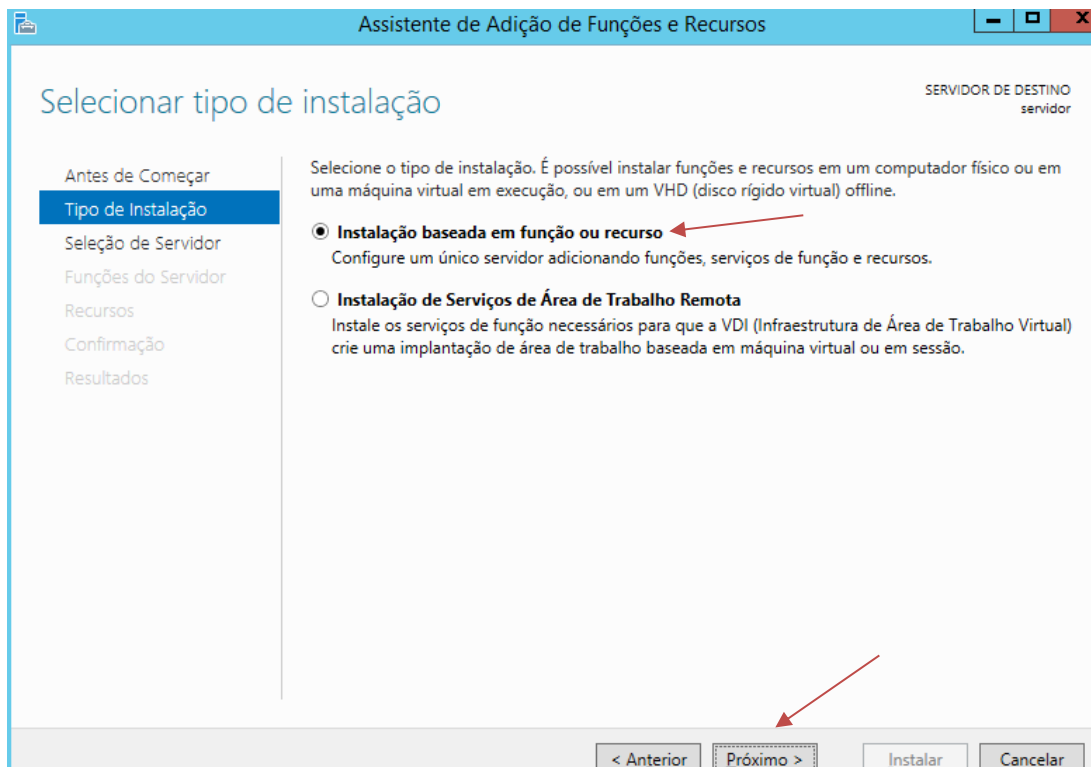 Assistente de Adição de Funções e Recursos
Selecionar tipo de instalação
SERVIDOR DE DESTINO
servidor
Antes de Começar
Tipo de Instalação
Seleção de Servidor
Funções do Servidor
Recursos
Confirmação
Resultados
Selecione o tipo de instalação. É possível instalar funções e recursos em um computador físico ou em
uma máquina virtual em execução, ou em um VHD (disco rígido virtual) offline.
Instalação baseada em função ou recurso
Configure um único servidor adicionando funções, serviços de função e recursos.
Instalação de Serviços de Área de Trabalho Remota
Instale os serviços de função necessários para que a VDI (Infraestrutura de Área de Trabalho Virtual)
crie uma implantação de área de trabalho baseada em máquina virtual ou em sessão.
< Anterior
Próximo >
Instalar
Cancelar